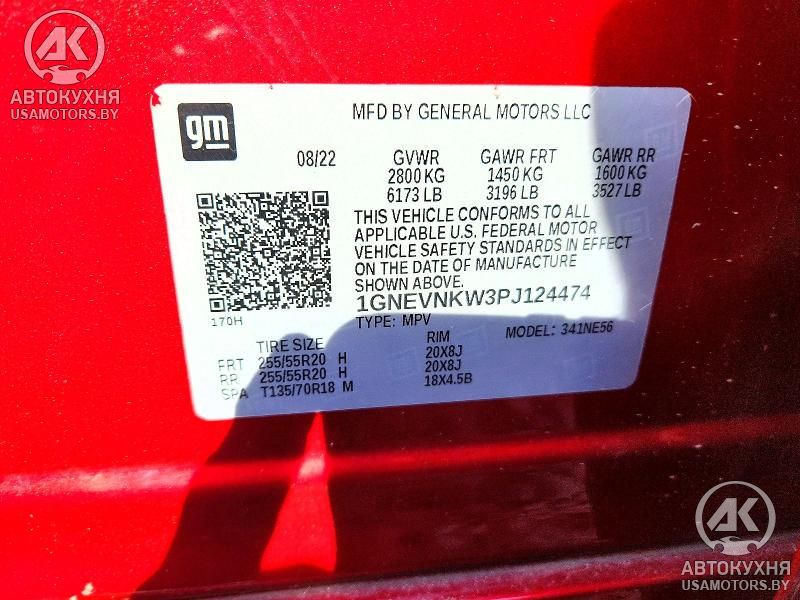 AK
АВТОКУХНЯ
USAMOTORS.BY
gm
MFD BY GENERAL MOTORS LLC
08/22 GVWR GAWR FRT GAWR RR
2800 KG 1450 KG 1600 KG
6173 LB 3196 LB 3527 LB
THIS VEHICLE CONFORMS TO ALL
APPLICABLE U.S. FEDERAL MOTOR
VEHICLE SAFETY STANDARDS IN EFFECT
ON THE DATE OF MANUFACTURE
SHOWN ABOVE.
1GNEVNKW3PJ124474
170H
TYPE: MPV MODEL: 341NE56
TIRE SIZE RIM
FRT 255/55R20 H 20X8J
RR 255/55R20 H 20X8J
SPA T135/70R18 M 18X4.5B
AK
АВТОКУХНЯ
USAMOTORS.BY